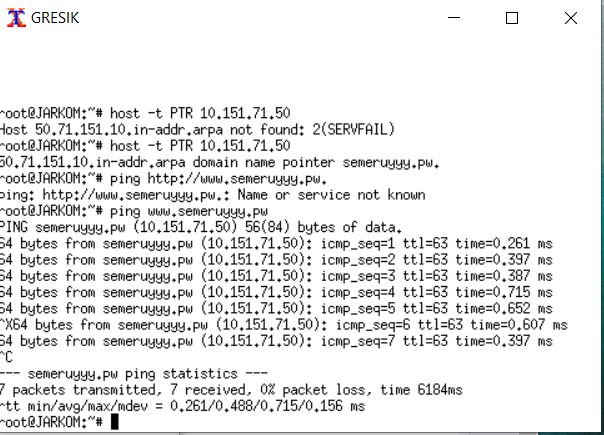 GRESIK
root@JARKOM:~# host -t PTR 10.151.71.50
Host 50.71.151.10.in-addr.arpa not found: 2(SERVFAIL)
root@JARKOM:~# host -t PTR 10.151.71.50
50.71.151.10.in-addr.arpa domain name pointer semeruyyy.pw.
root@JARKOM:~# ping http://www.semeruyyy.pw.
ping: http://www.semeruyyy.pw.: Name or service not known
root@JARKOM:~# ping www.semeruyyy.pw
PING semeruyyy.pw (10.151.71.50) 56(84) bytes of data.
64 bytes from semeruyyy.pw (10.151.71.50): icmp_seq=1 ttl=63 time=0.261 ms
64 bytes from semeruyyy.pw (10.151.71.50): icmp_seq=2 ttl=63 time=0.397 ms
64 bytes from semeruyyy.pw (10.151.71.50): icmp_seq=3 ttl=63 time=0.387 ms
64 bytes from semeruyyy.pw (10.151.71.50): icmp_seq=4 ttl=63 time=0.715 ms
64 bytes from semeruyyy.pw (10.151.71.50): icmp_seq=5 ttl=63 time=0.652 ms
^X64 bytes from semeruyyy.pw (10.151.71.50): icmp_seq=6 ttl=63 time=0.607 ms
64 bytes from semeruyyy.pw (10.151.71.50): icmp_seq=7 ttl=63 time=0.397 ms
^C
--- semeruyyy.pw ping statistics ---
7 packets transmitted, 7 received, 0% packet loss, time 6184ms
rtt min/avg/max/mdev = 0.261/0.488/0.715/0.156 ms
root@JARKOM:~#